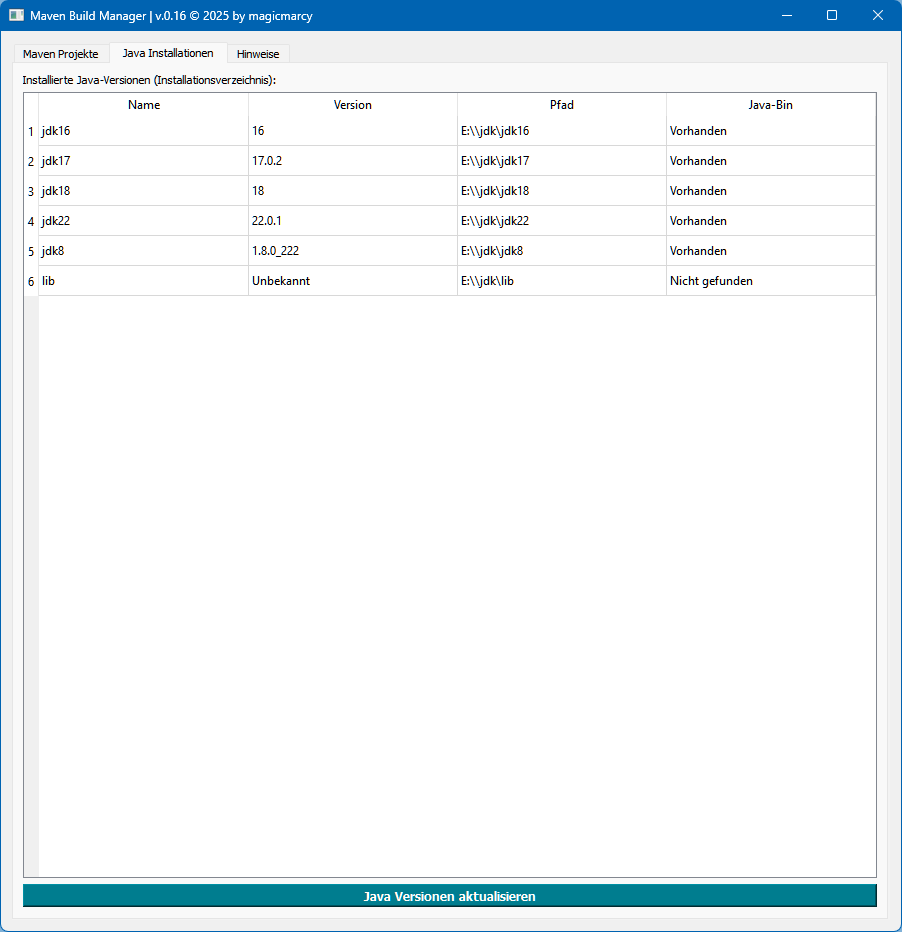 Maven Build Manager | v.0.16 © 2025 by magicmarcy
Maven Projekte Java Installationen Hinweise
Installierte Java-Versionen (Installationsverzeichnis):
Name Version Pfad Java-Bin
1 jdk16 16 E:\\jdk\jdk16 Vorhanden
2 jdk17 17.0.2 E:\\jdk\jdk17 Vorhanden
3 jdk18 18 E:\\jdk\jdk18 Vorhanden
4 jdk22 22.0.1 E:\\jdk\jdk22 Vorhanden
5 jdk8 1.8.0_222 E:\\jdk\jdk8 Vorhanden
6 lib Unbekannt E:\\jdk\lib Nicht gefunden
Java Versionen aktualisieren